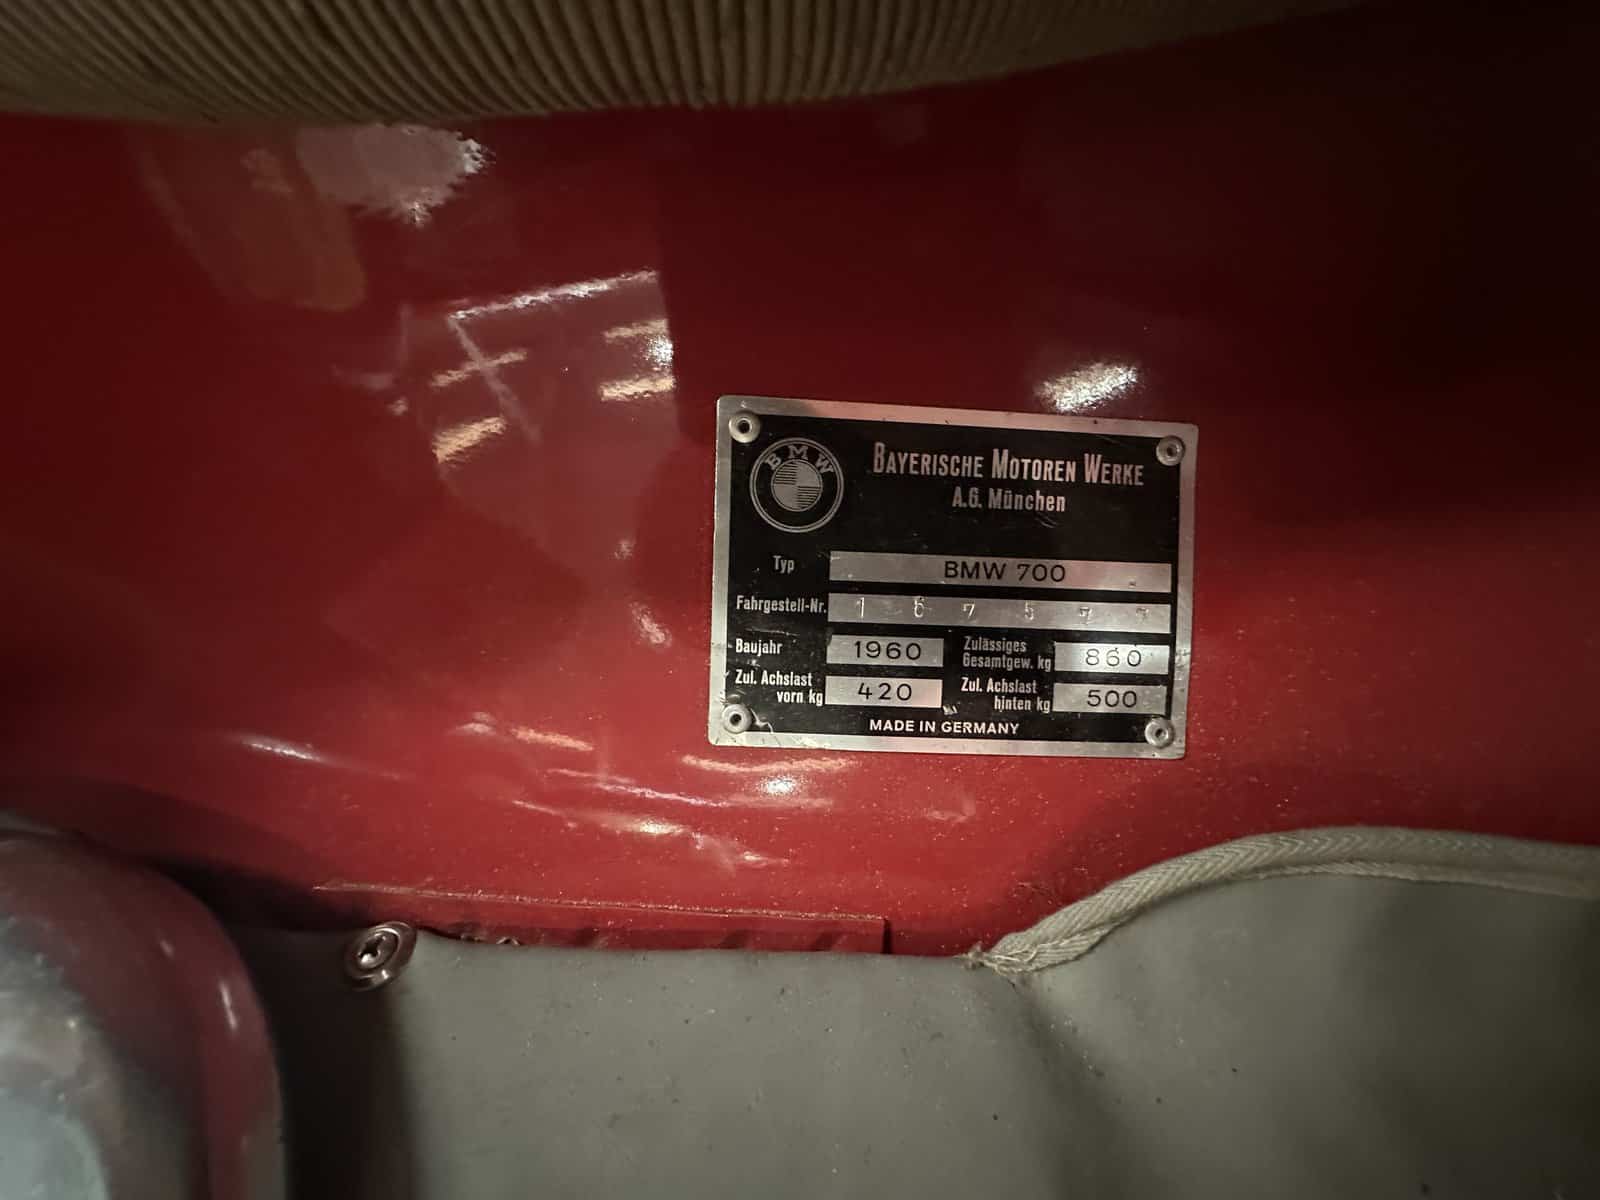 BMW
BAYERISCHE MOTOREN WERKE
A.G. München
Typ BMW 700
Fahrgestell-Nr.
Baujahr 1960 Zulässiges Gesamtgew. kg 860
Zul. Achslast vorn kg 420 Zul. Achslast hinten kg 500
MADE IN GERMANY